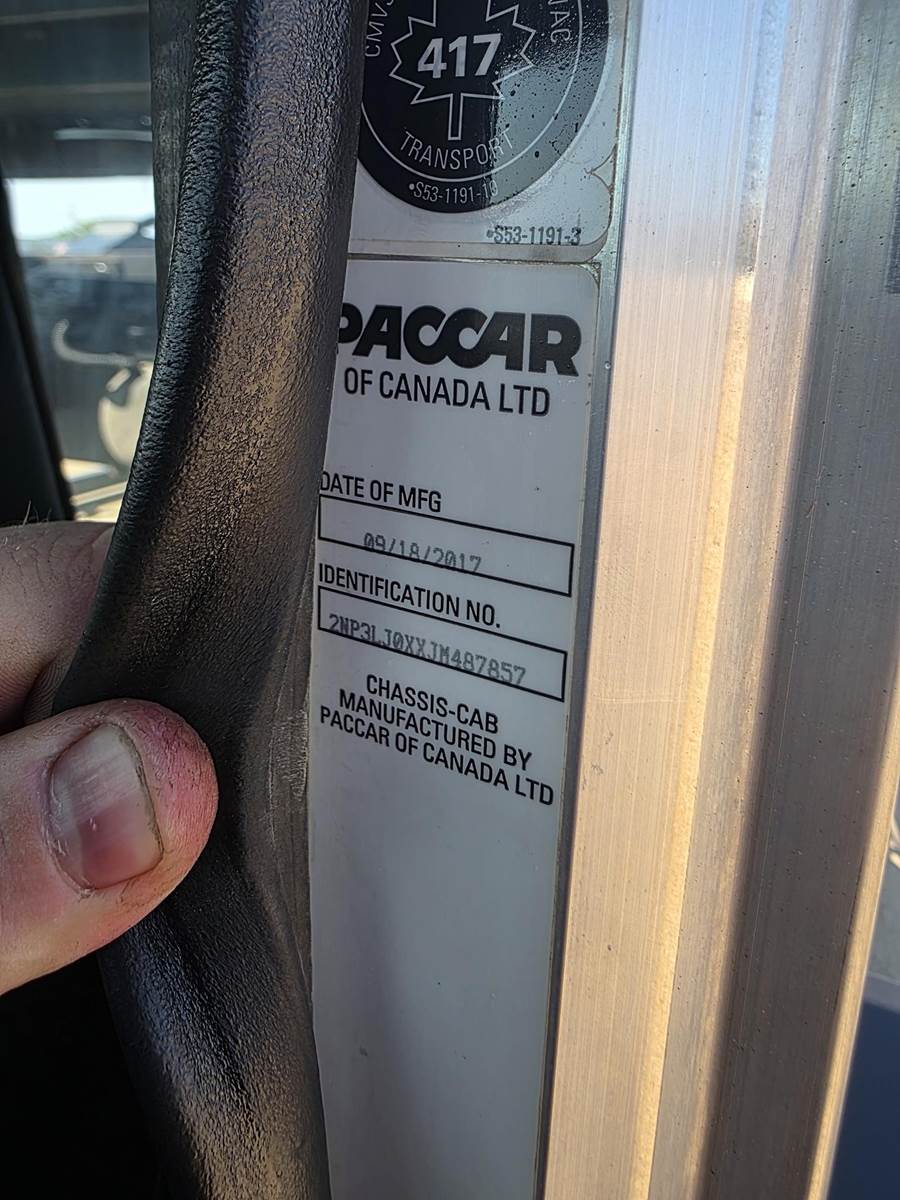 417
TRANSPORT
•S53-1191-10
•S53-1191-3
PACCAR
OF CANADA LTD
DATE OF MFG
09/18/2017
IDENTIFICATION NO.
2NP3LJ0XXJM487857
CHASSIS-CAB
MANUFACTURED BY
PACCAR OF CANADA LTD